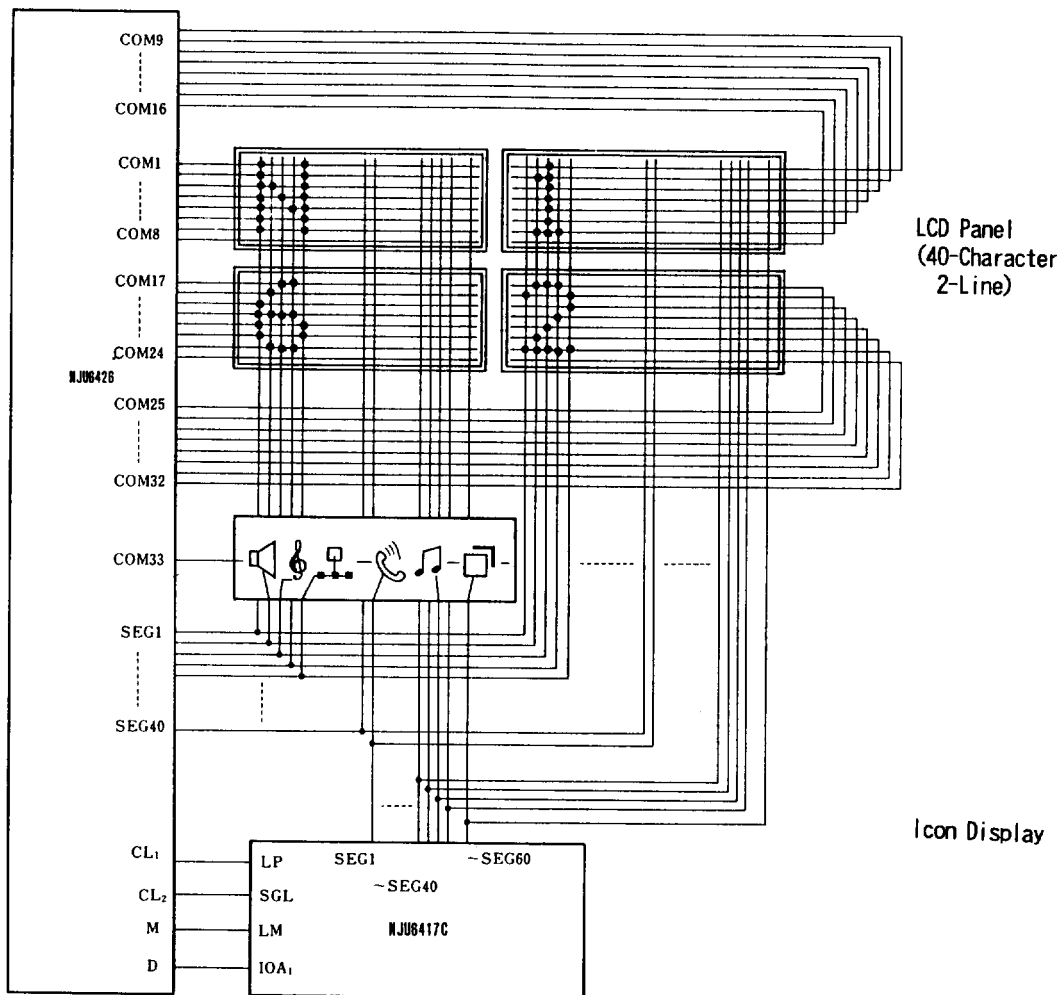 COM9
COM16
COM1
COM8
LCD Panel
(40-Character
2-Line)
COM17
COM24
NJU6426
COM25
COM32
COM33
SEG1
SEG40
Icon Display
CL₁
LP
SEG1
~SEG60
~SEG40
CL₂
SGL
M
LM
NJU6417C
D
IOA₁